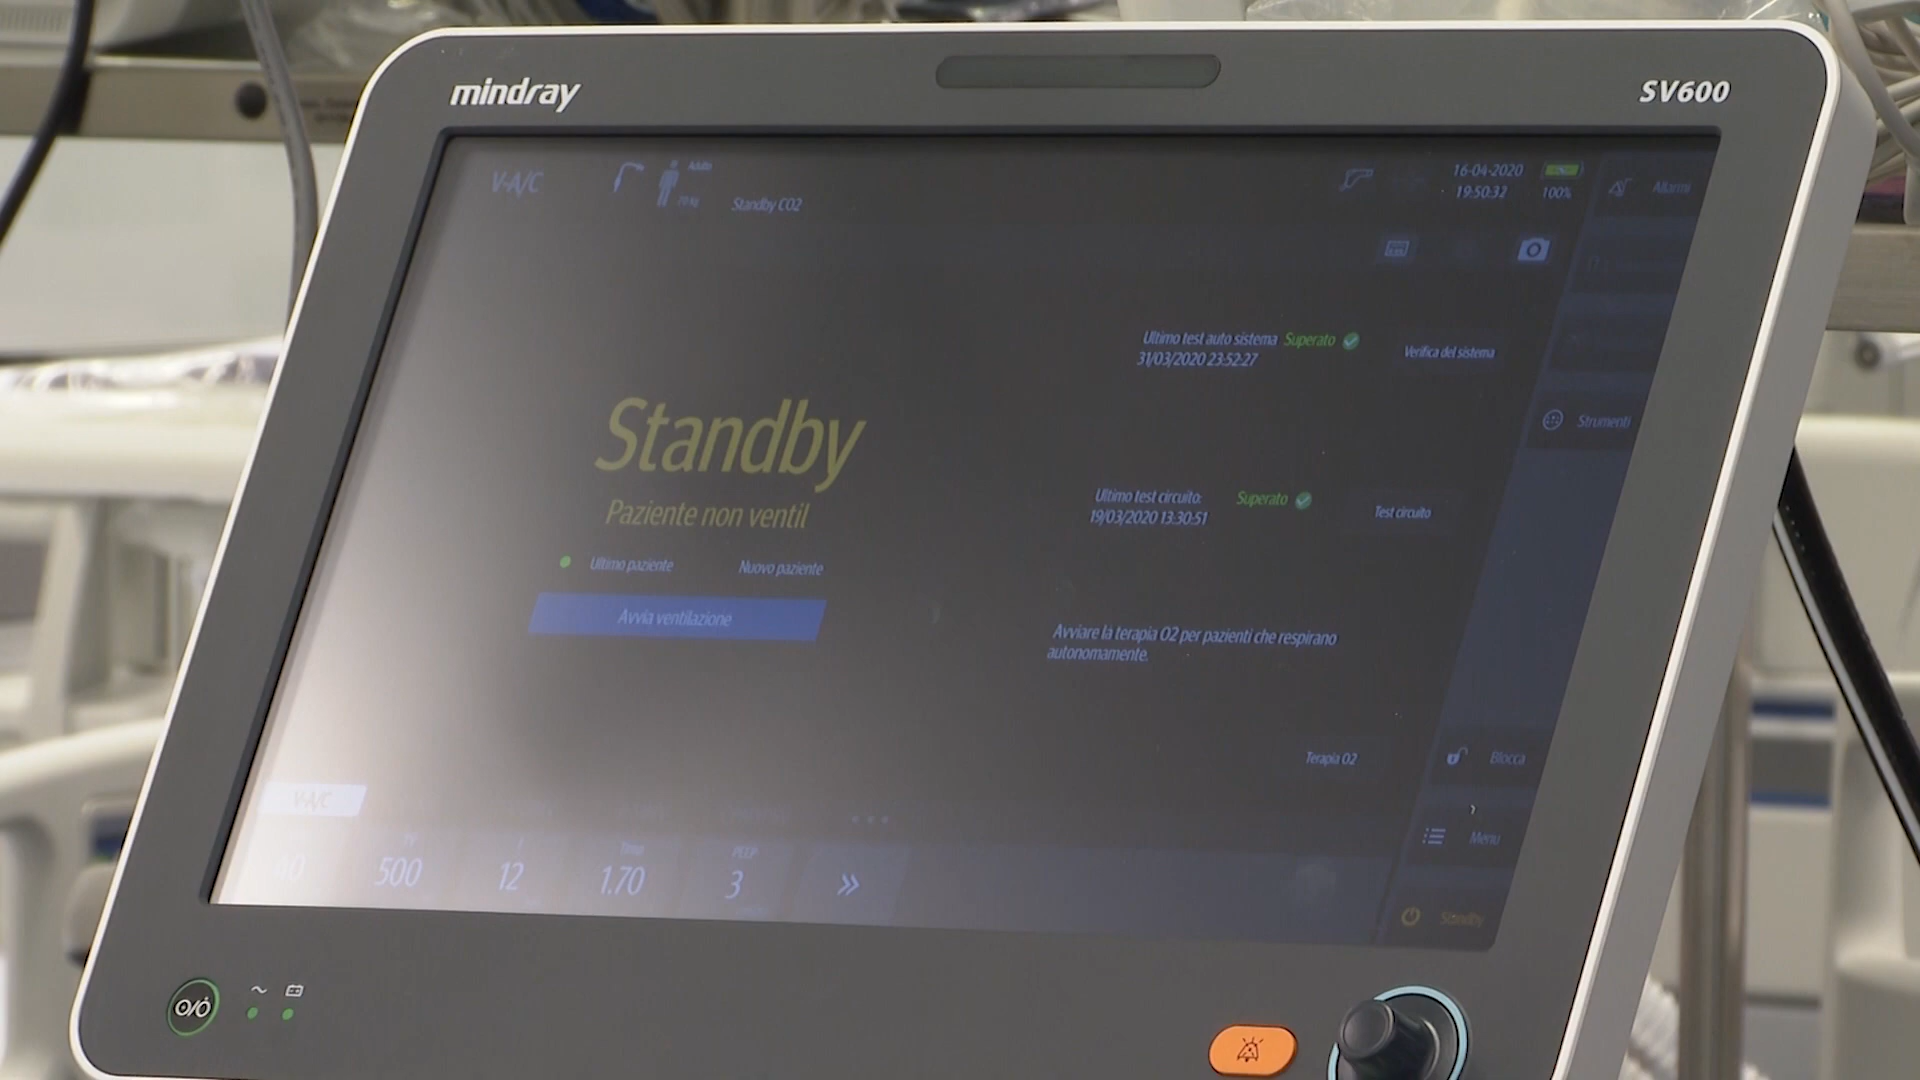 mindray
SV600
V-A/C
Adulto
70 kg
Standby CO2
16-04-2020
19:50:32
100%
Allarmi
Ultimo test auto sistema Superato
31/03/2020 23:52:27
Verifica del sistema
Strumenti
Standby
Paziente non ventil
Ultimo test circuito: Superato
19/03/2020 13:30:51
Test circuito
Ultimo paziente
Nuovo paziente
Avvia ventilazione
Avviare la terapia O2 per pazienti che respirano
autonomamente.
Terapia O2
Blocca
V-A/C
Menu
TV
f
PEEP
500
12
1.70
3
Standby